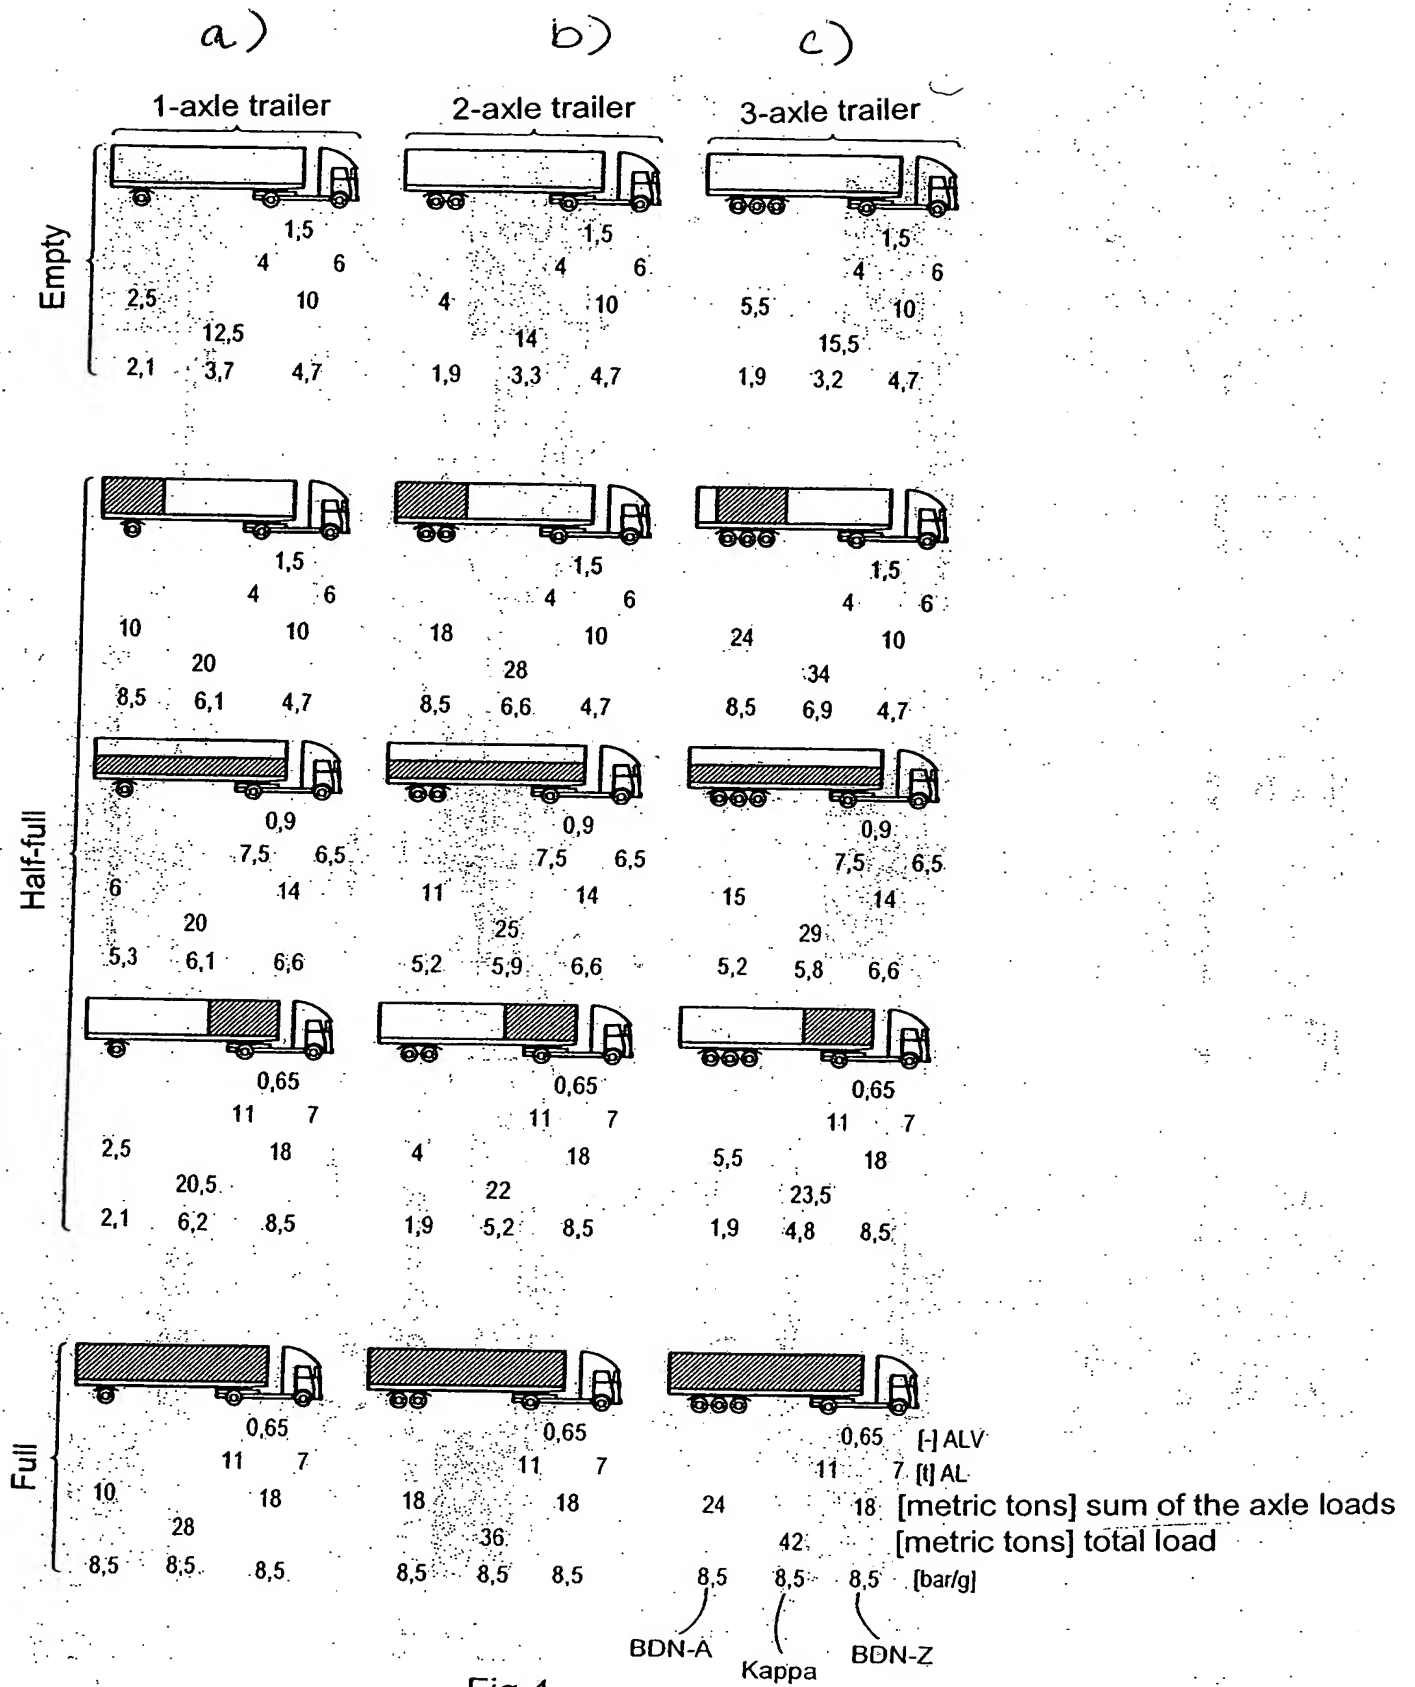 a) b) c)
1-axle trailer 2-axle trailer 3-axle trailer
Empty
1,5 1,5 1,5
4 6 4 6 4 6
2,5 10 4 10 5,5 10
12,5 14 15,5
2,1 3,7 4,7 1,9 3,3 4,7 1,9 3,2 4,7
Half-full
1,5 1,5 1,5
4 6 4 6 4 6
10 10 18 10 24 10
20 28 34
8,5 6,1 4,7 8,5 6,6 4,7 8,5 6,9 4,7
0,9 0,9 0,9
7,5 6,5 7,5 6,5 7,5 6,5
6 14 11 14 15 14
20 25 29
5,3 6,1 6,6 5,2 5,9 6,6 5,2 5,8 6,6
0,65 0,65 0,65
11 7 11 7 11 7
2,5 18 4 18 5,5 18
20,5 22 23,5
2,1 6,2 8,5 1,9 5,2 8,5 1,9 4,8 8,5
Full
0,65 0,65 0,65 [-] ALV
11 7 11 7 11 7 [t] AL
10 18 18 18 24 18 [metric tons] sum of the axle loads
28 36 42 [metric tons] total load
8,5 8,5 8,5 8,5 8,5 8,5 8,5 8,5 8,5 [bar/g]
BDN-A Kappa BDN-Z